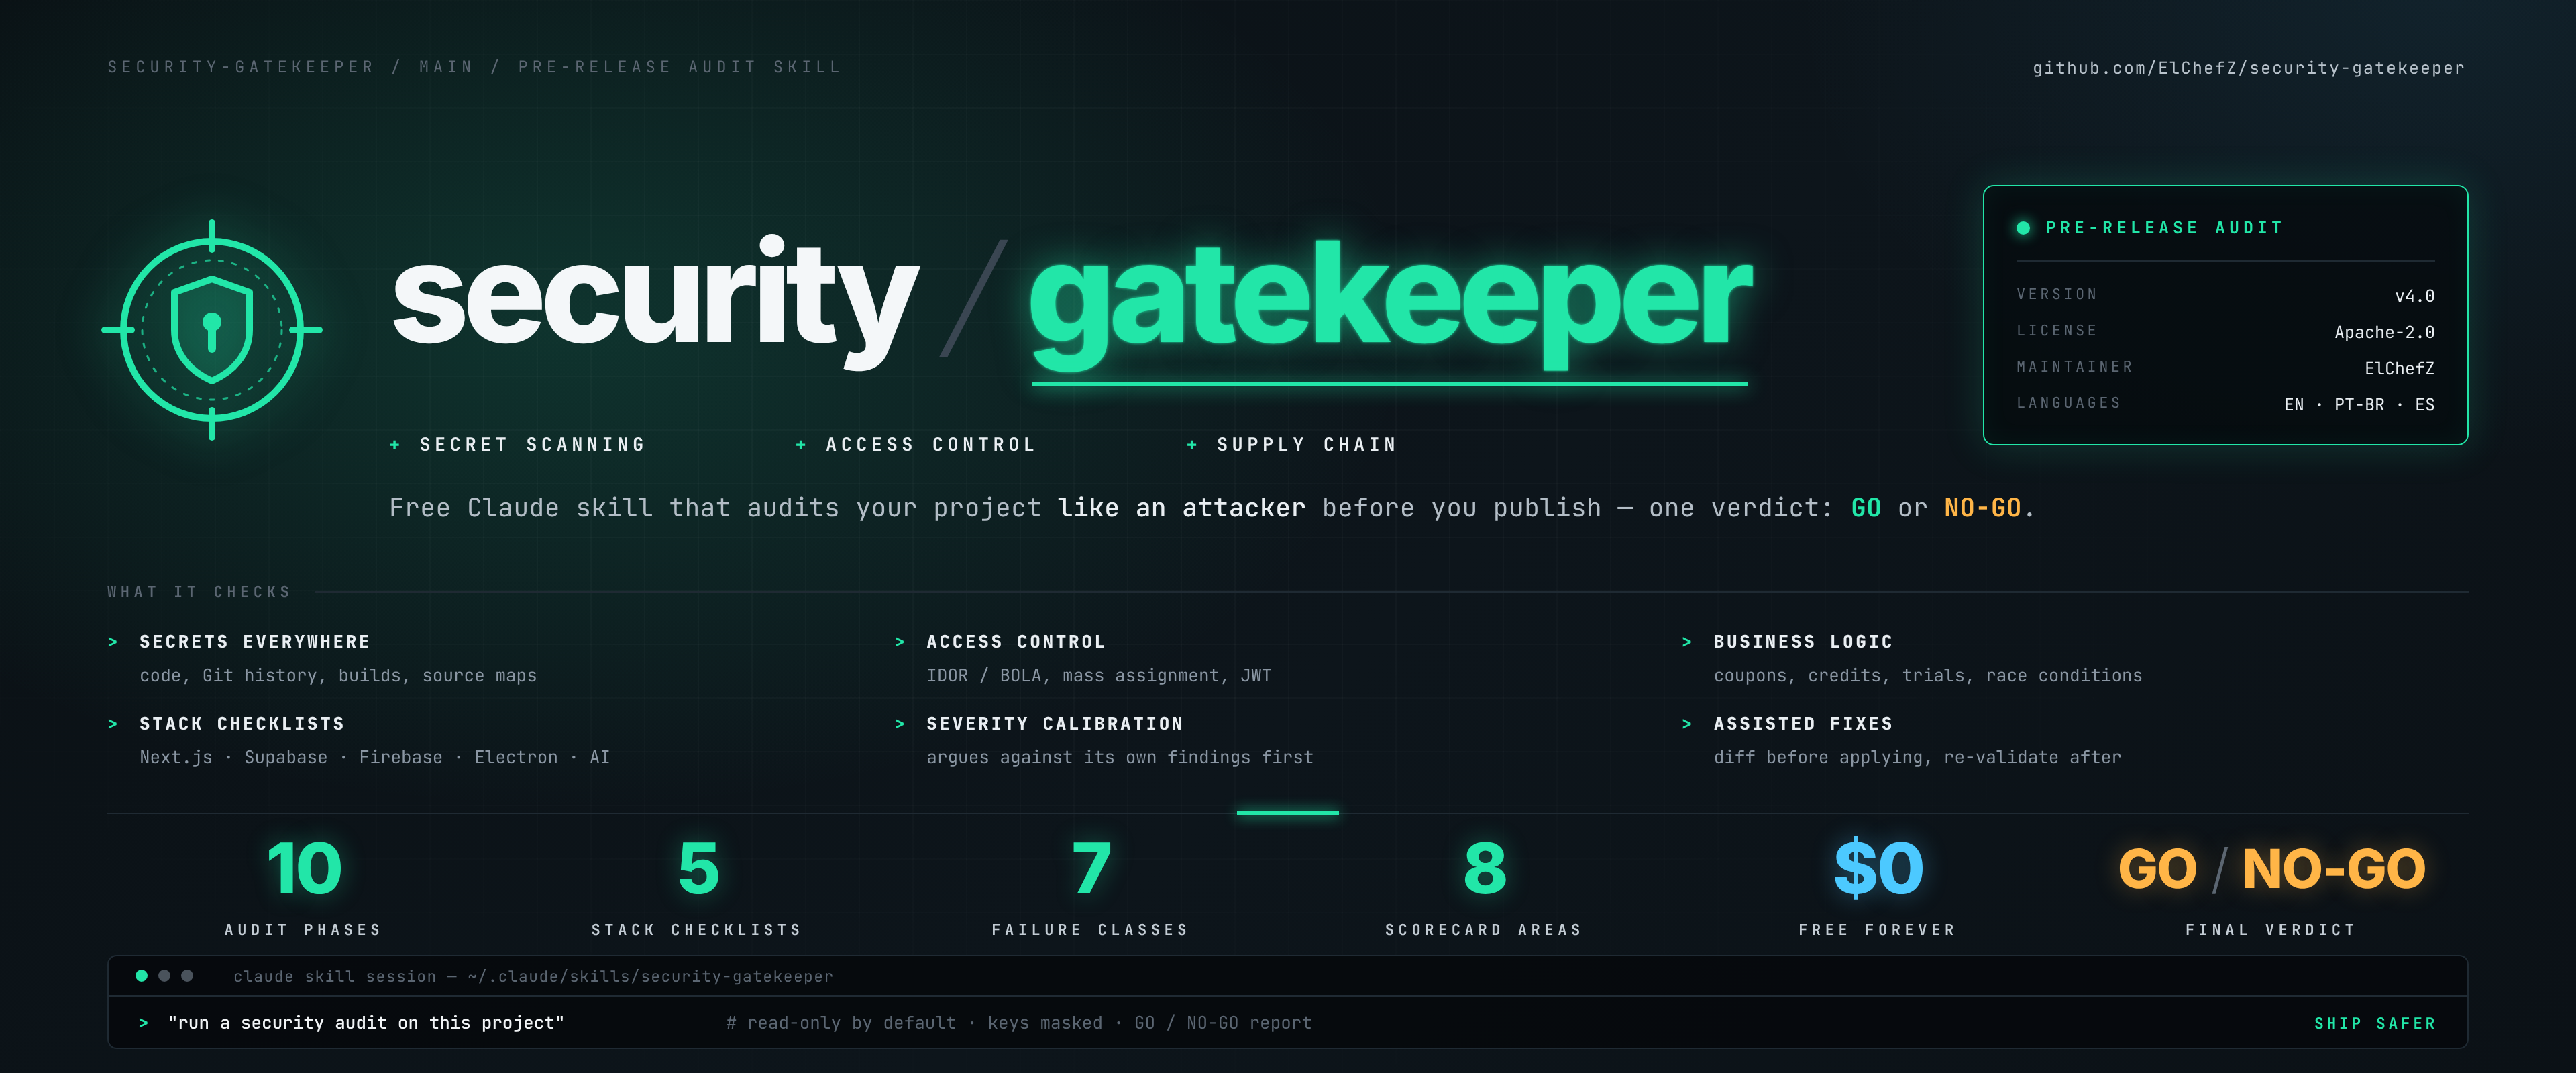 SECURITY-GATEKEEPER / MAIN / PRE-RELEASE AUDIT SKILL
github.com/ElChefZ/security-gatekeeper
security / gatekeeper
+ SECRET SCANNING
+ ACCESS CONTROL
+ SUPPLY CHAIN
Free Claude skill that audits your project like an attacker before you publish — one verdict: GO or NO-GO.
PRE-RELEASE AUDIT
VERSION v4.0
LICENSE Apache-2.0
MAINTAINER ElChefZ
LANGUAGES EN · PT-BR · ES
WHAT IT CHECKS
> SECRETS EVERYWHERE
code, Git history, builds, source maps
> ACCESS CONTROL
IDOR / BOLA, mass assignment, JWT
> BUSINESS LOGIC
coupons, credits, trials, race conditions
> STACK CHECKLISTS
Next.js · Supabase · Firebase · Electron · AI
> SEVERITY CALIBRATION
argues against its own findings first
> ASSISTED FIXES
diff before applying, re-validate after
10
AUDIT PHASES
5
STACK CHECKLISTS
7
FAILURE CLASSES
8
SCORECARD AREAS
$0
FREE FOREVER
GO / NO-GO
FINAL VERDICT
claude skill session — ~/.claude/skills/security-gatekeeper
> "run a security audit on this project" # read-only by default · keys masked · GO / NO-GO report
SHIP SAFER